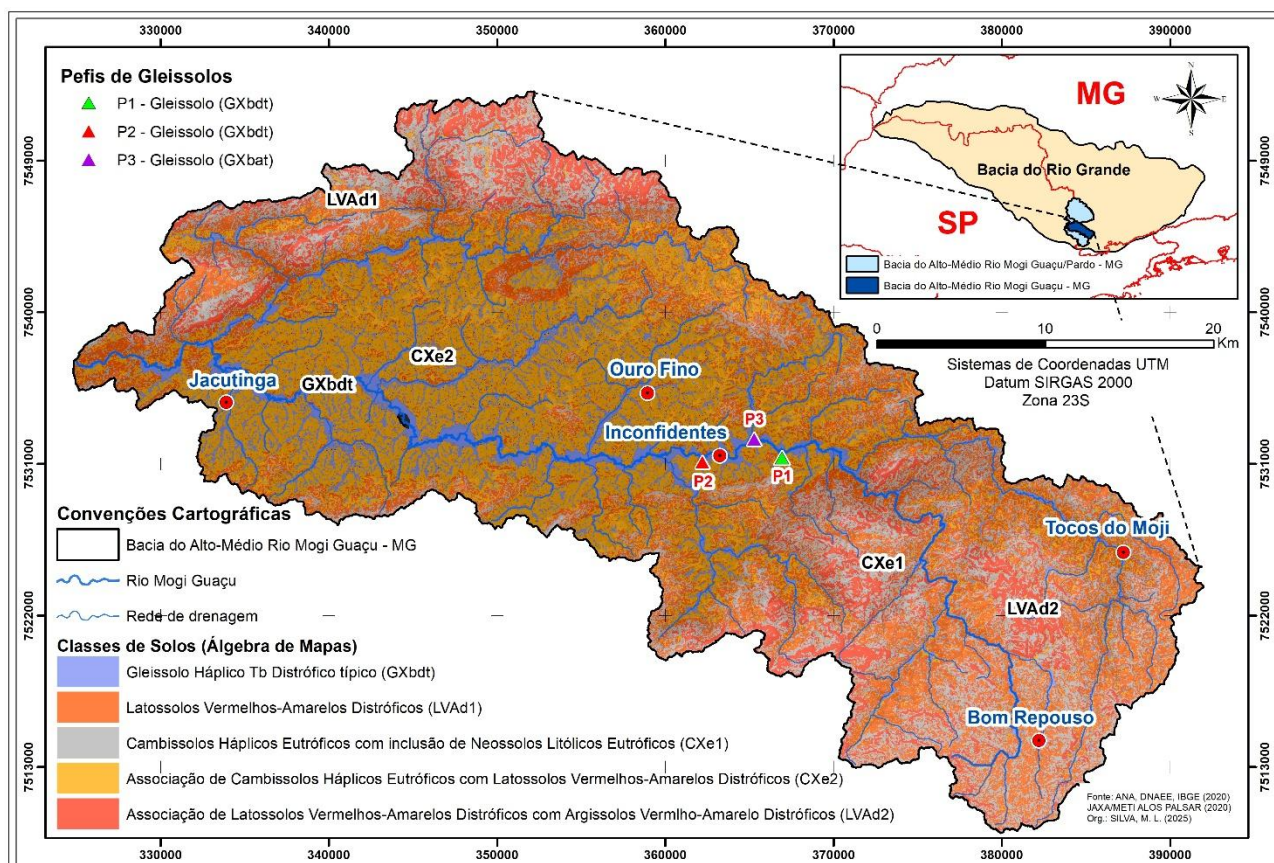 330000 340000 350000 360000 370000 380000 390000
Pefis de Gleissolos
P1 - Gleissolo (GXbdt)
P2 - Gleissolo (GXbdt)
P3 - Gleissolo (GXbat)
MG
N
W E
S
Bacia do Rio Grande
SP
Bacia do Alto-Médio Rio Mogi Guaçu/Pardo - MG
Bacia do Alto-Médio Rio Mogi Guaçu - MG
7549000
7549000
LVAd1
7540000
7540000
0 10 20
Km
Sistemas de Coordenadas UTM
Datum SIRGAS 2000
Zona 23S
CXe2
Jacutinga
GXbdt
Ouro Fino
Inconfidentes
P3
P2
P1
7531000
7531000
Convenções Cartográficas
Bacia do Alto-Médio Rio Mogi Guaçu - MG
Rio Mogi Guaçu
Rede de drenagem
Tocos do Moji
CXe1
LVAd2
7522000
7522000
Classes de Solos (Álgebra de Mapas)
Gleissolo Háplico Tb Distrófico típico (GXbdt)
Latossolos Vermelhos-Amarelos Distróficos (LVAd1)
Cambissolos Háplicos Eutróficos com inclusão de Neossolos Litólicos Eutróficos (CXe1)
Associação de Cambissolos Háplicos Eutróficos com Latossolos Vermelhos-Amarelos Distróficos (CXe2)
Associação de Latossolos Vermelhos-Amarelos Distróficos com Argissolos Vermlho-Amarelo Distróficos (LVAd2)
Bom Repouso
7513000
7513000
Fonte: ANA, DNAEE, IBGE (2020)
JAXA/METI ALOS PALSAR (2020)
Org.: SILVA, M. L. (2025)
330000 340000 350000 360000 370000 380000 390000